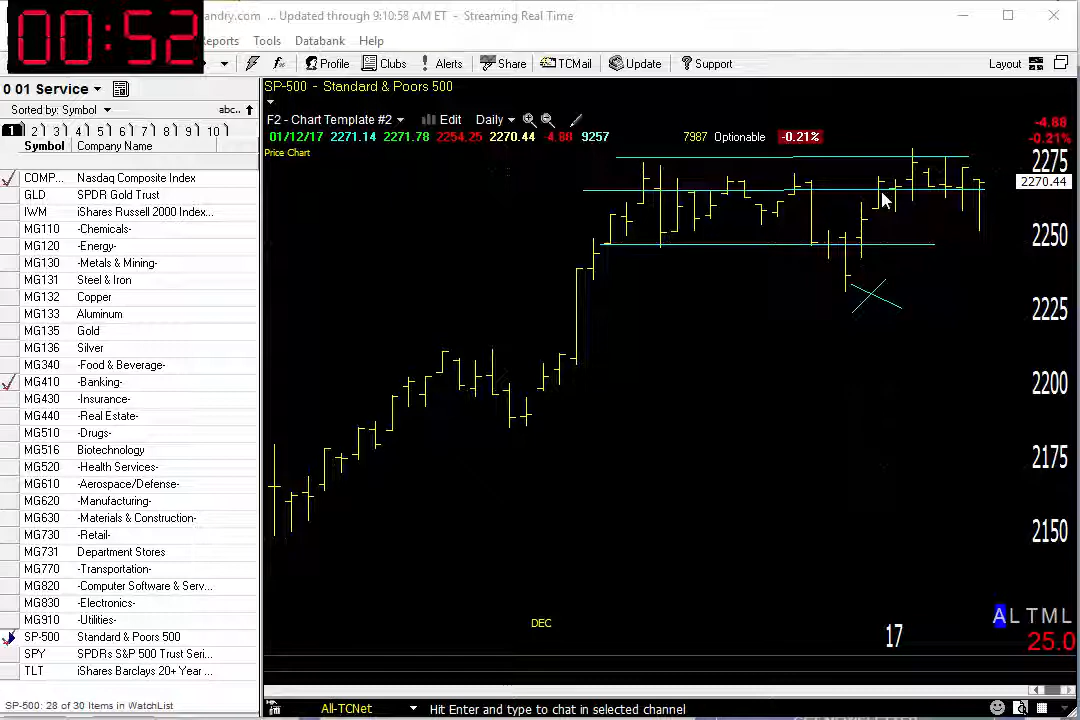 00:52
andry.com ... Updated through 9:10:58 AM ET - Streaming Real Time
eports Tools Databank Help
Profile Clubs Alerts Share TCMail Update Support Layout
0 01 Service
Sorted by: Symbol abc..
1 2 3 4 5 6 7 8 9 10
Symbol Company Name
COMP... Nasdaq Composite Index
GLD SPDR Gold Trust
IWM iShares Russell 2000 Index...
MG110 -Chemicals-
MG120 -Energy-
MG130 -Metals & Mining-
MG131 Steel & Iron
MG132 Copper
MG133 Aluminum
MG135 Gold
MG136 Silver
MG340 -Food & Beverage-
MG410 -Banking-
MG430 -Insurance-
MG440 -Real Estate-
MG510 -Drugs-
MG516 Biotechnology
MG520 -Health Services-
MG610 -Aerospace/Defense-
MG620 -Manufacturing-
MG630 -Materials & Construction-
MG730 -Retail-
MG731 Department Stores
MG770 -Transportation-
MG820 -Computer Software & Serv...
MG830 -Electronics-
MG910 -Utilities-
SP-500 Standard & Poors 500
SPY SPDRs S&P 500 Trust Seri...
TLT iShares Barclays 20+ Year ...
SP-500: 28 of 30 Items in WatchList
SP-500 - Standard & Poors 500
F2 - Chart Template #2 Edit Daily
01/12/17 2271.14 2271.78 2254.25 2270.44 -4.88 9257 7987 Optionable -0.21%
Price Chart
-4.88
-0.21%
2275
2270.44
2250
2225
2200
2175
2150
DEC
17
A L T M L
25.0
All-TCNet Hit Enter and type to chat in selected channel